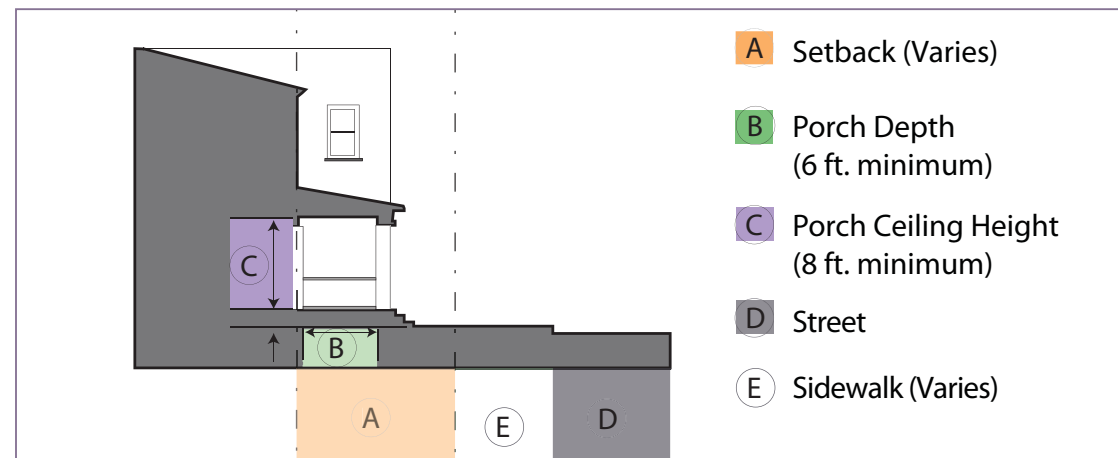 A Setback (Varies)
B Porch Depth
(6 ft. minimum)
C Porch Ceiling Height
(8 ft. minimum)
D Street
E Sidewalk (Varies)
C
B
A
E
D